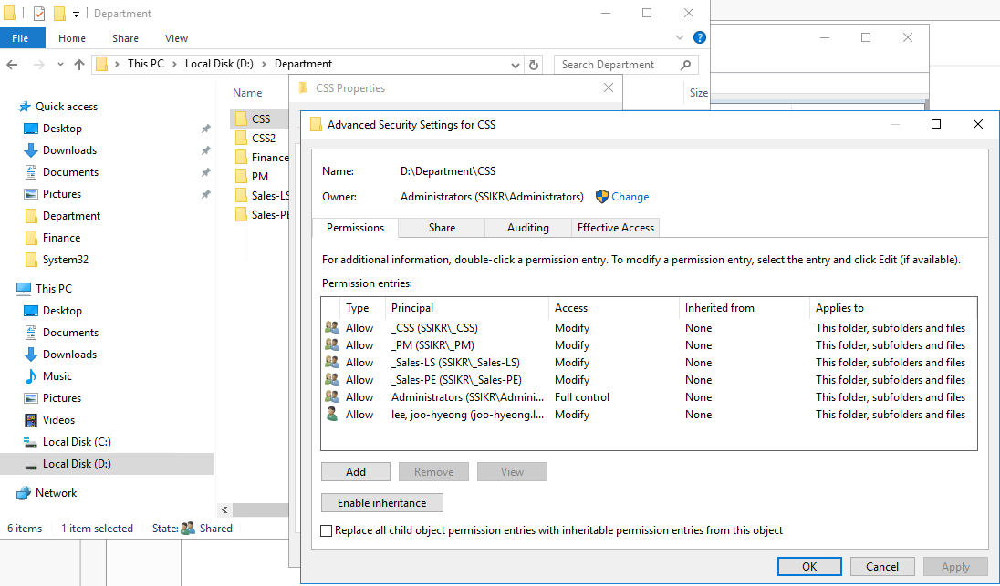 Department
File Home Share View
This PC > Local Disk (D:) > Department
Search Department
Quick access
Desktop
Downloads
Documents
Pictures
Department
Finance
System32
This PC
Desktop
Documents
Downloads
Music
Pictures
Videos
Local Disk (C:)
Local Disk (D:)
Network
6 items 1 item selected State: Shared
Name Size
CSS
CSS2
Finance
PM
Sales-LS
Sales-PE
CSS Properties
Advanced Security Settings for CSS
Name: D:\Department\CSS
Owner: Administrators (SSIKR\Administrators) Change
Permissions Share Auditing Effective Access
For additional information, double-click a permission entry. To modify a permission entry, select the entry and click Edit (if available).
Permission entries:
Type Principal Access Inherited from Applies to
Allow _CSS (SSIKR\_CSS) Modify None This folder, subfolders and files
Allow _PM (SSIKR\_PM) Modify None This folder, subfolders and files
Allow _Sales-LS (SSIKR\_Sales-LS) Modify None This folder, subfolders and files
Allow _Sales-PE (SSIKR\_Sales-PE) Modify None This folder, subfolders and files
Allow Administrators (SSIKR\Admini... Full control None This folder, subfolders and files
Allow lee, joo-hyeong (joo-hyeong.l... Modify None This folder, subfolders and files
Add Remove View
Enable inheritance
Replace all child object permission entries with inheritable permission entries from this object
OK Cancel Apply